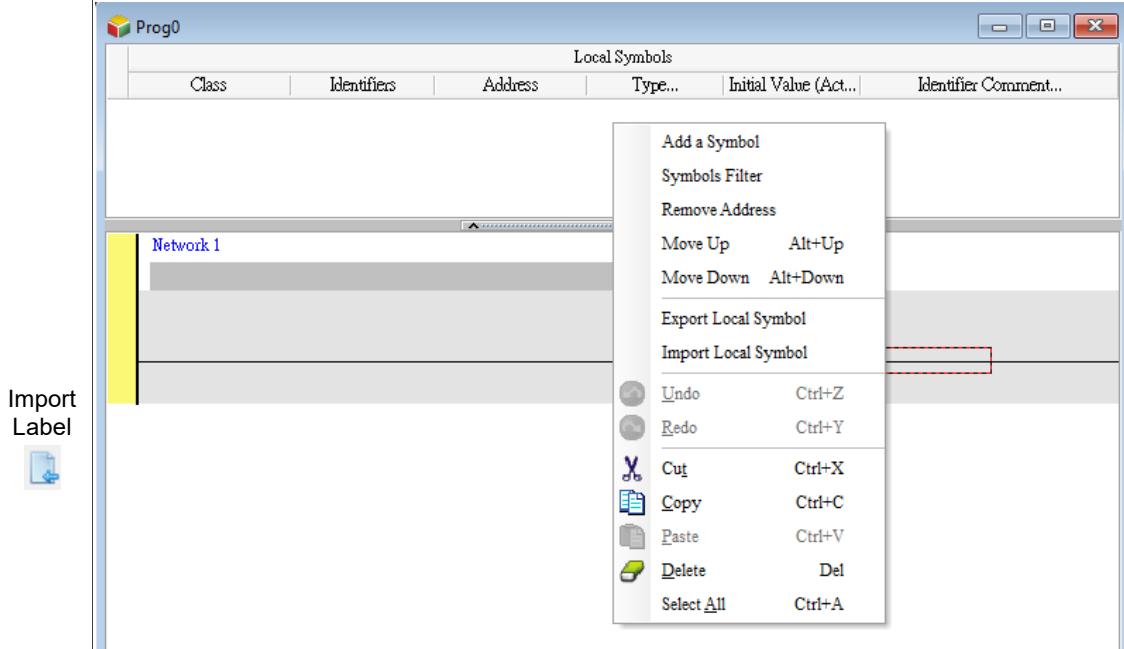 Prog0
Local Symbols
Class Identifiers Address Type... Initial Value (Act... Identifier Comment...
Add a Symbol
Symbols Filter
Remove Address
Network 1
Move Up Alt+Up
Move Down Alt+Down
Export Local Symbol
Import Local Symbol
Undo Ctrl+Z
Redo Ctrl+Y
Cut Ctrl+X
Copy Ctrl+C
Paste Ctrl+V
Delete Del
Select All Ctrl+A
Import
Label